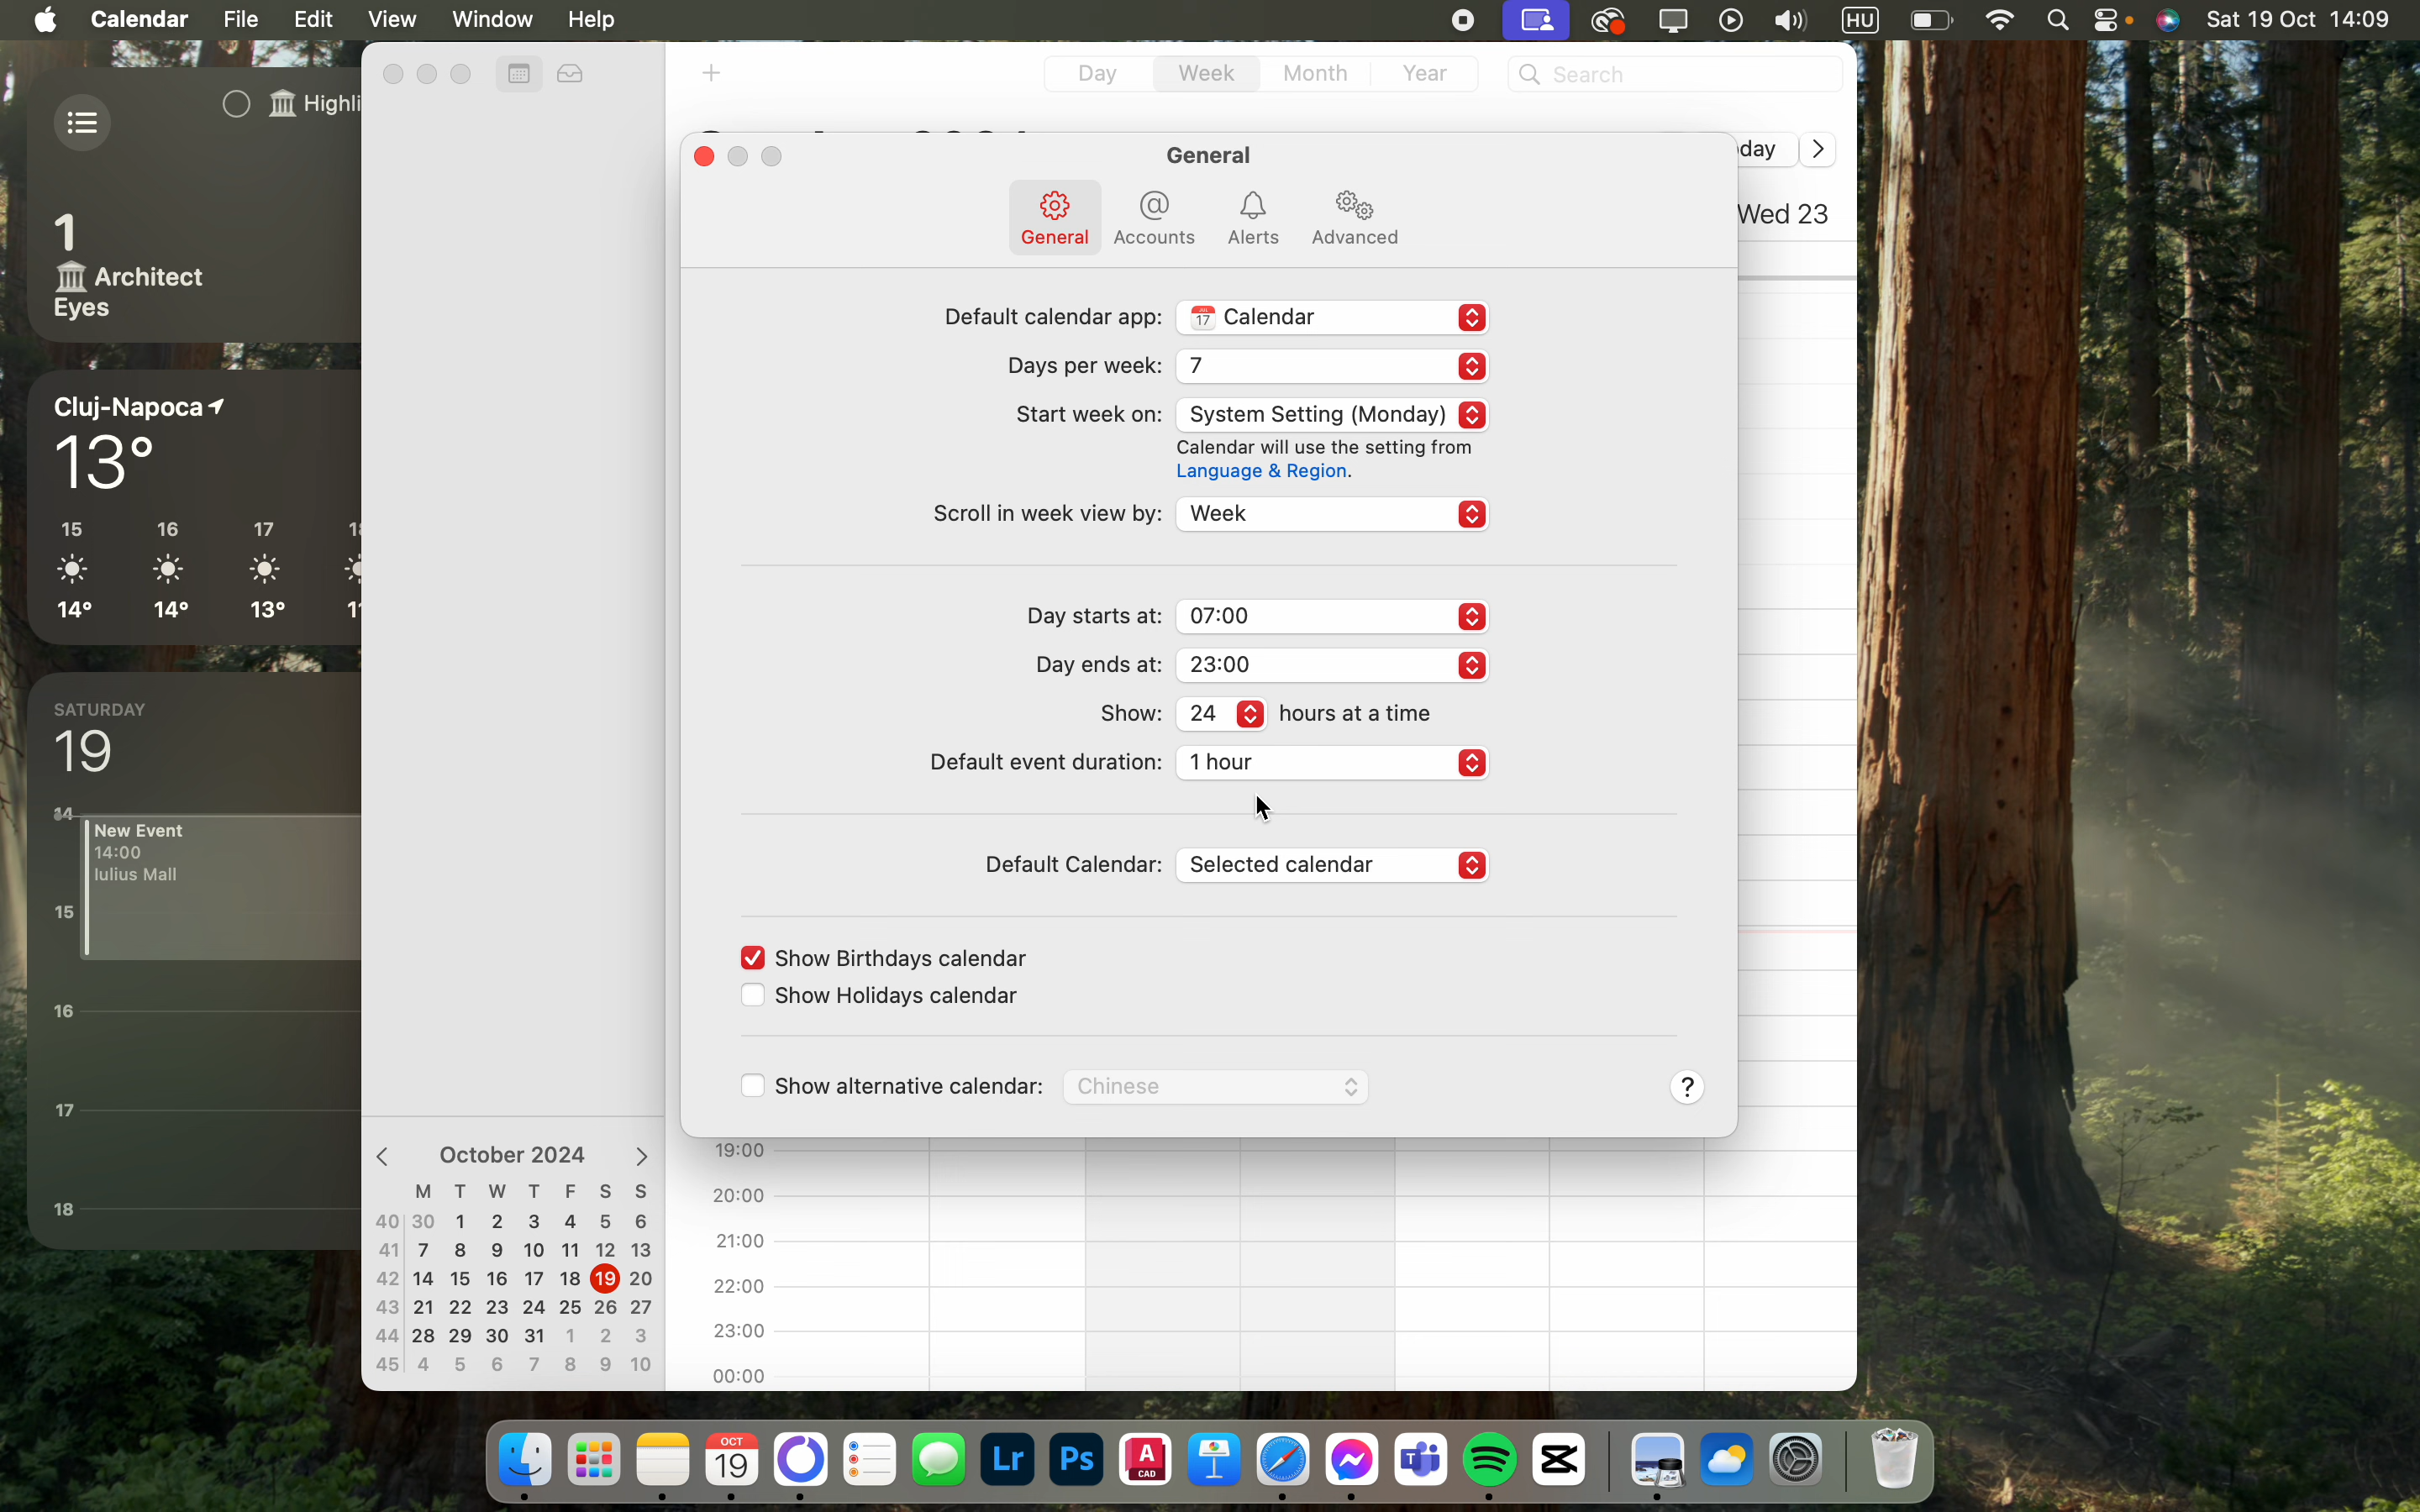 Calendar File Edit View Window Help HU Sat 19 Oct 14:09
Highli
1
Architect
Eyes
Cluj-Napoca
13°
15 16 17
14° 14° 13°
SATURDAY
19
14
New Event
14:00
Iulius Mall
15
16
17
18
Day Week Month Year Search
Wed 23
General
General Accounts Alerts Advanced
Default calendar app: Calendar
Days per week: 7
Start week on: System Setting (Monday)
Calendar will use the setting from
Language & Region.
Scroll in week view by: Week
Day starts at: 07:00
Day ends at: 23:00
Show: 24 hours at a time
Default event duration: 1 hour
Default Calendar: Selected calendar
Show Birthdays calendar
Show Holidays calendar
Show alternative calendar: Chinese ?
October 2024
M T W T F S S
40 30 1 2 3 4 5 6
41 7 8 9 10 11 12 13
42 14 15 16 17 18 19 20
43 21 22 23 24 25 26 27
44 28 29 30 31 1 2 3
45 4 5 6 7 8 9 10
19:00
20:00
21:00
22:00
23:00
00:00
OCT
19
Lr Ps A
CAD
T